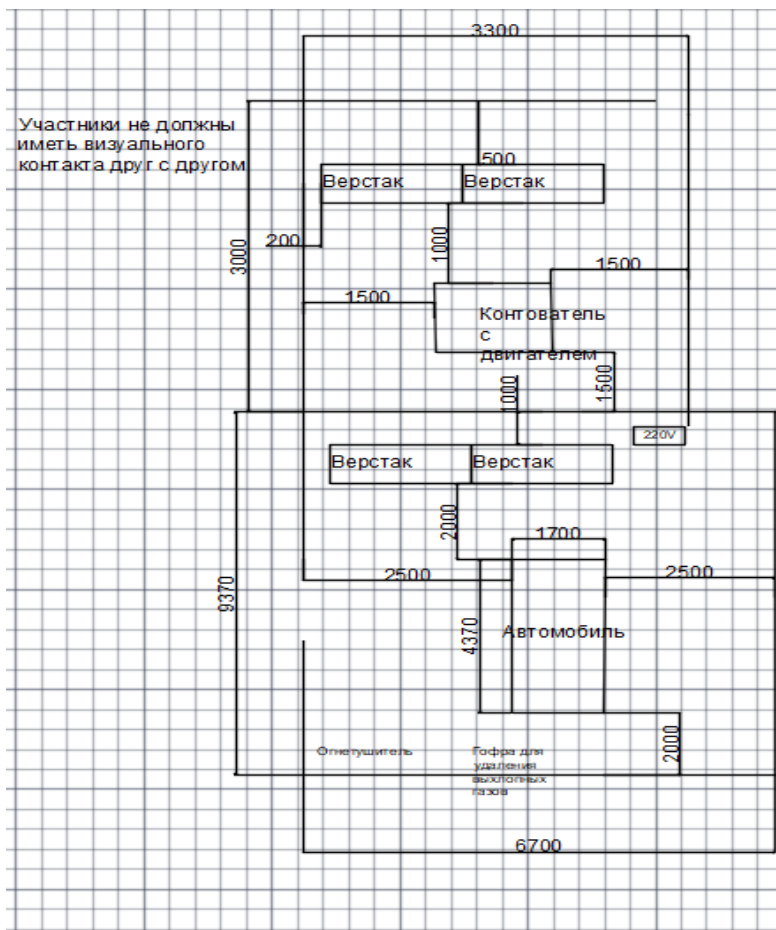 3300
Участники не должны
иметь визуального
контакта друг с другом
500
Верстак Верстак
200
1000
3000
1500
1500
Контователь
с
двигателем
1000
1500
220V
Верстак Верстак
2000
1700
2500
2500
9370
4370
Автомобиль
2000
Огнетушитель
Гофра для
удаления
выхлопных
газов
6700